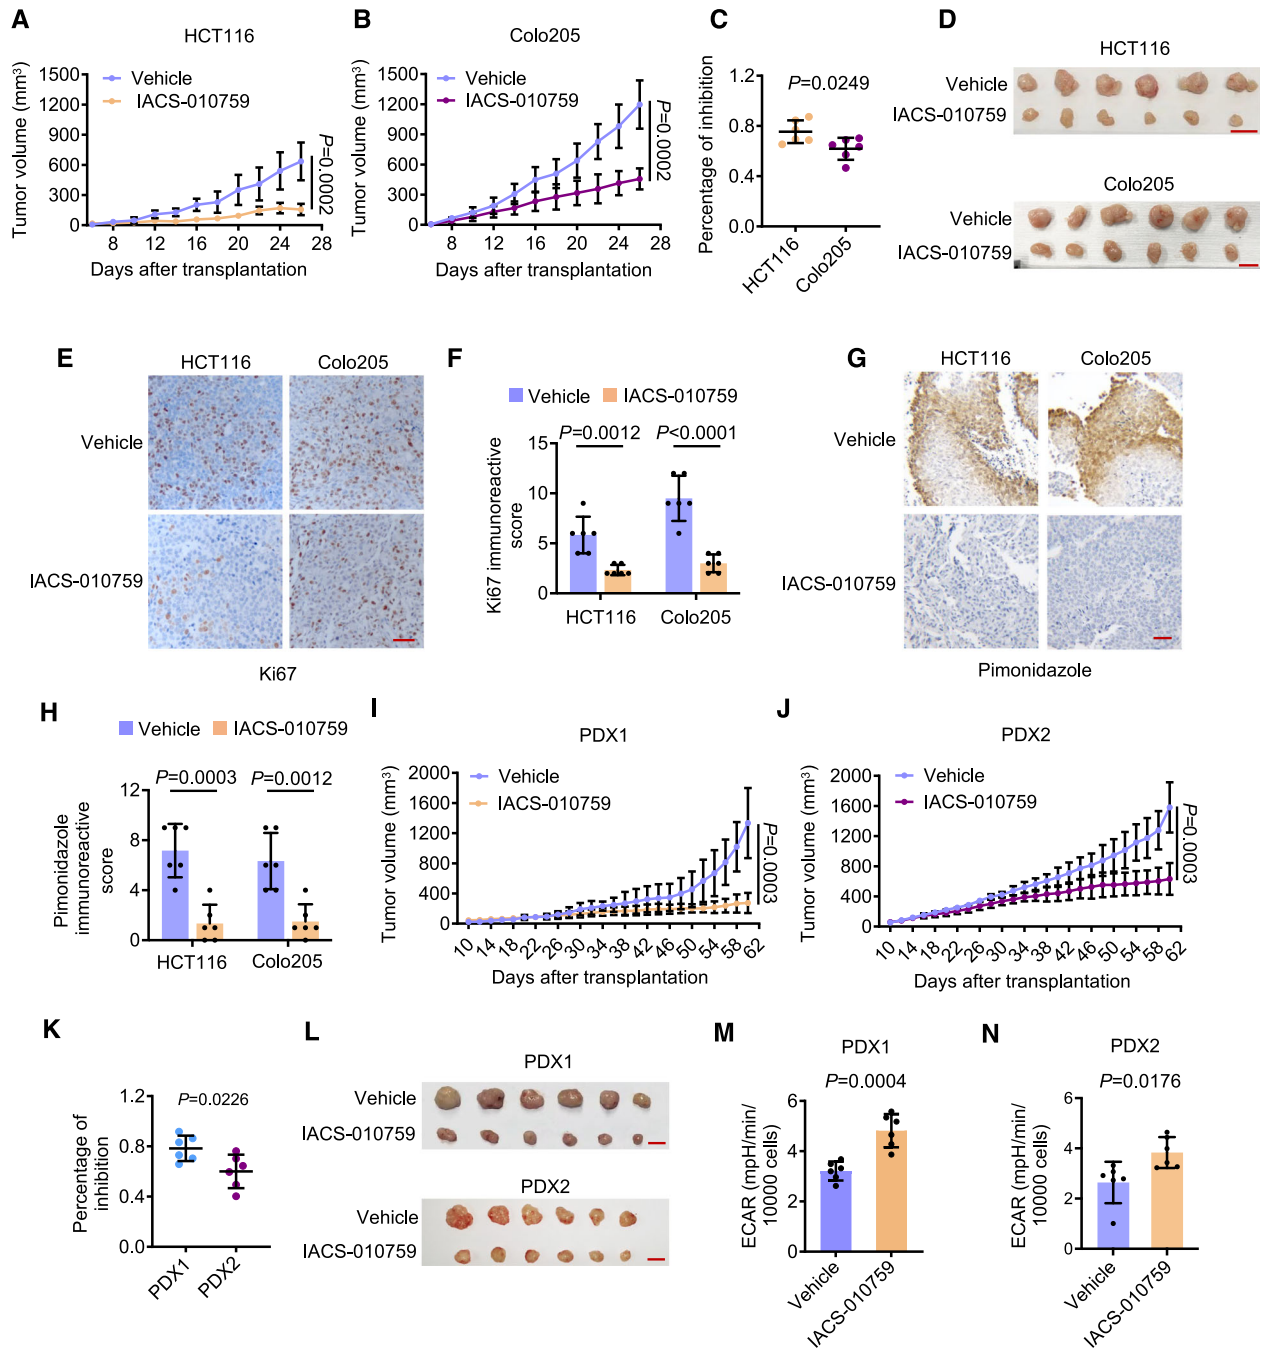 A
HCT116
Tumor volume (mm³)
1500
1200
900
600
300
0
Vehicle
IACS-010759
P=0.0002
8 12 16 20 24 28
Days after transplantation
B
Colo205
Tumor volume (mm³)
1500
1200
900
600
300
0
Vehicle
IACS-010759
P=0.0002
8 12 16 20 24 28
Days after transplantation
C
Percentage of inhibition
1.2
0.8
0.4
0.0
P=0.0249
HCT116
Colo205
D
HCT116
Vehicle
IACS-010759
Colo205
Vehicle
IACS-010759
E
HCT116
Colo205
Vehicle
IACS-010759
Ki67
F
Vehicle
IACS-010759
Ki67 immunoreactive
score
15
10
5
0
P=0.0012
P<0.0001
HCT116
Colo205
G
HCT116
Colo205
Vehicle
IACS-010759
Pimonidazole
H
Vehicle
IACS-010759
Pimonidazole
immunoreactive
score
12
8
4
0
P=0.0003
P=0.0012
HCT116
Colo205
I
PDX1
Tumor volume (mm³)
2000
1600
1200
800
400
0
Vehicle
IACS-010759
P=0.0003
10 14 18 22 26 30 34 38 42 46 50 54 58 62
Days after transplantation
J
PDX2
Tumor volume (mm³)
2000
1600
1200
800
400
0
Vehicle
IACS-010759
P=0.0003
10 14 18 22 26 30 34 38 42 46 50 54 58 62
Days after transplantation
K
Percentage of
inhibition
1.2
0.8
0.4
0.0
P=0.0226
PDX1
PDX2
L
PDX1
Vehicle
IACS-010759
PDX2
Vehicle
IACS-010759
M
PDX1
P=0.0004
ECAR (mpH/min/
10000 cells)
6
4
2
0
Vehicle
IACS-010759
N
PDX2
P=0.0176
ECAR (mpH/min/
10000 cells)
6
4
2
0
Vehicle
IACS-010759